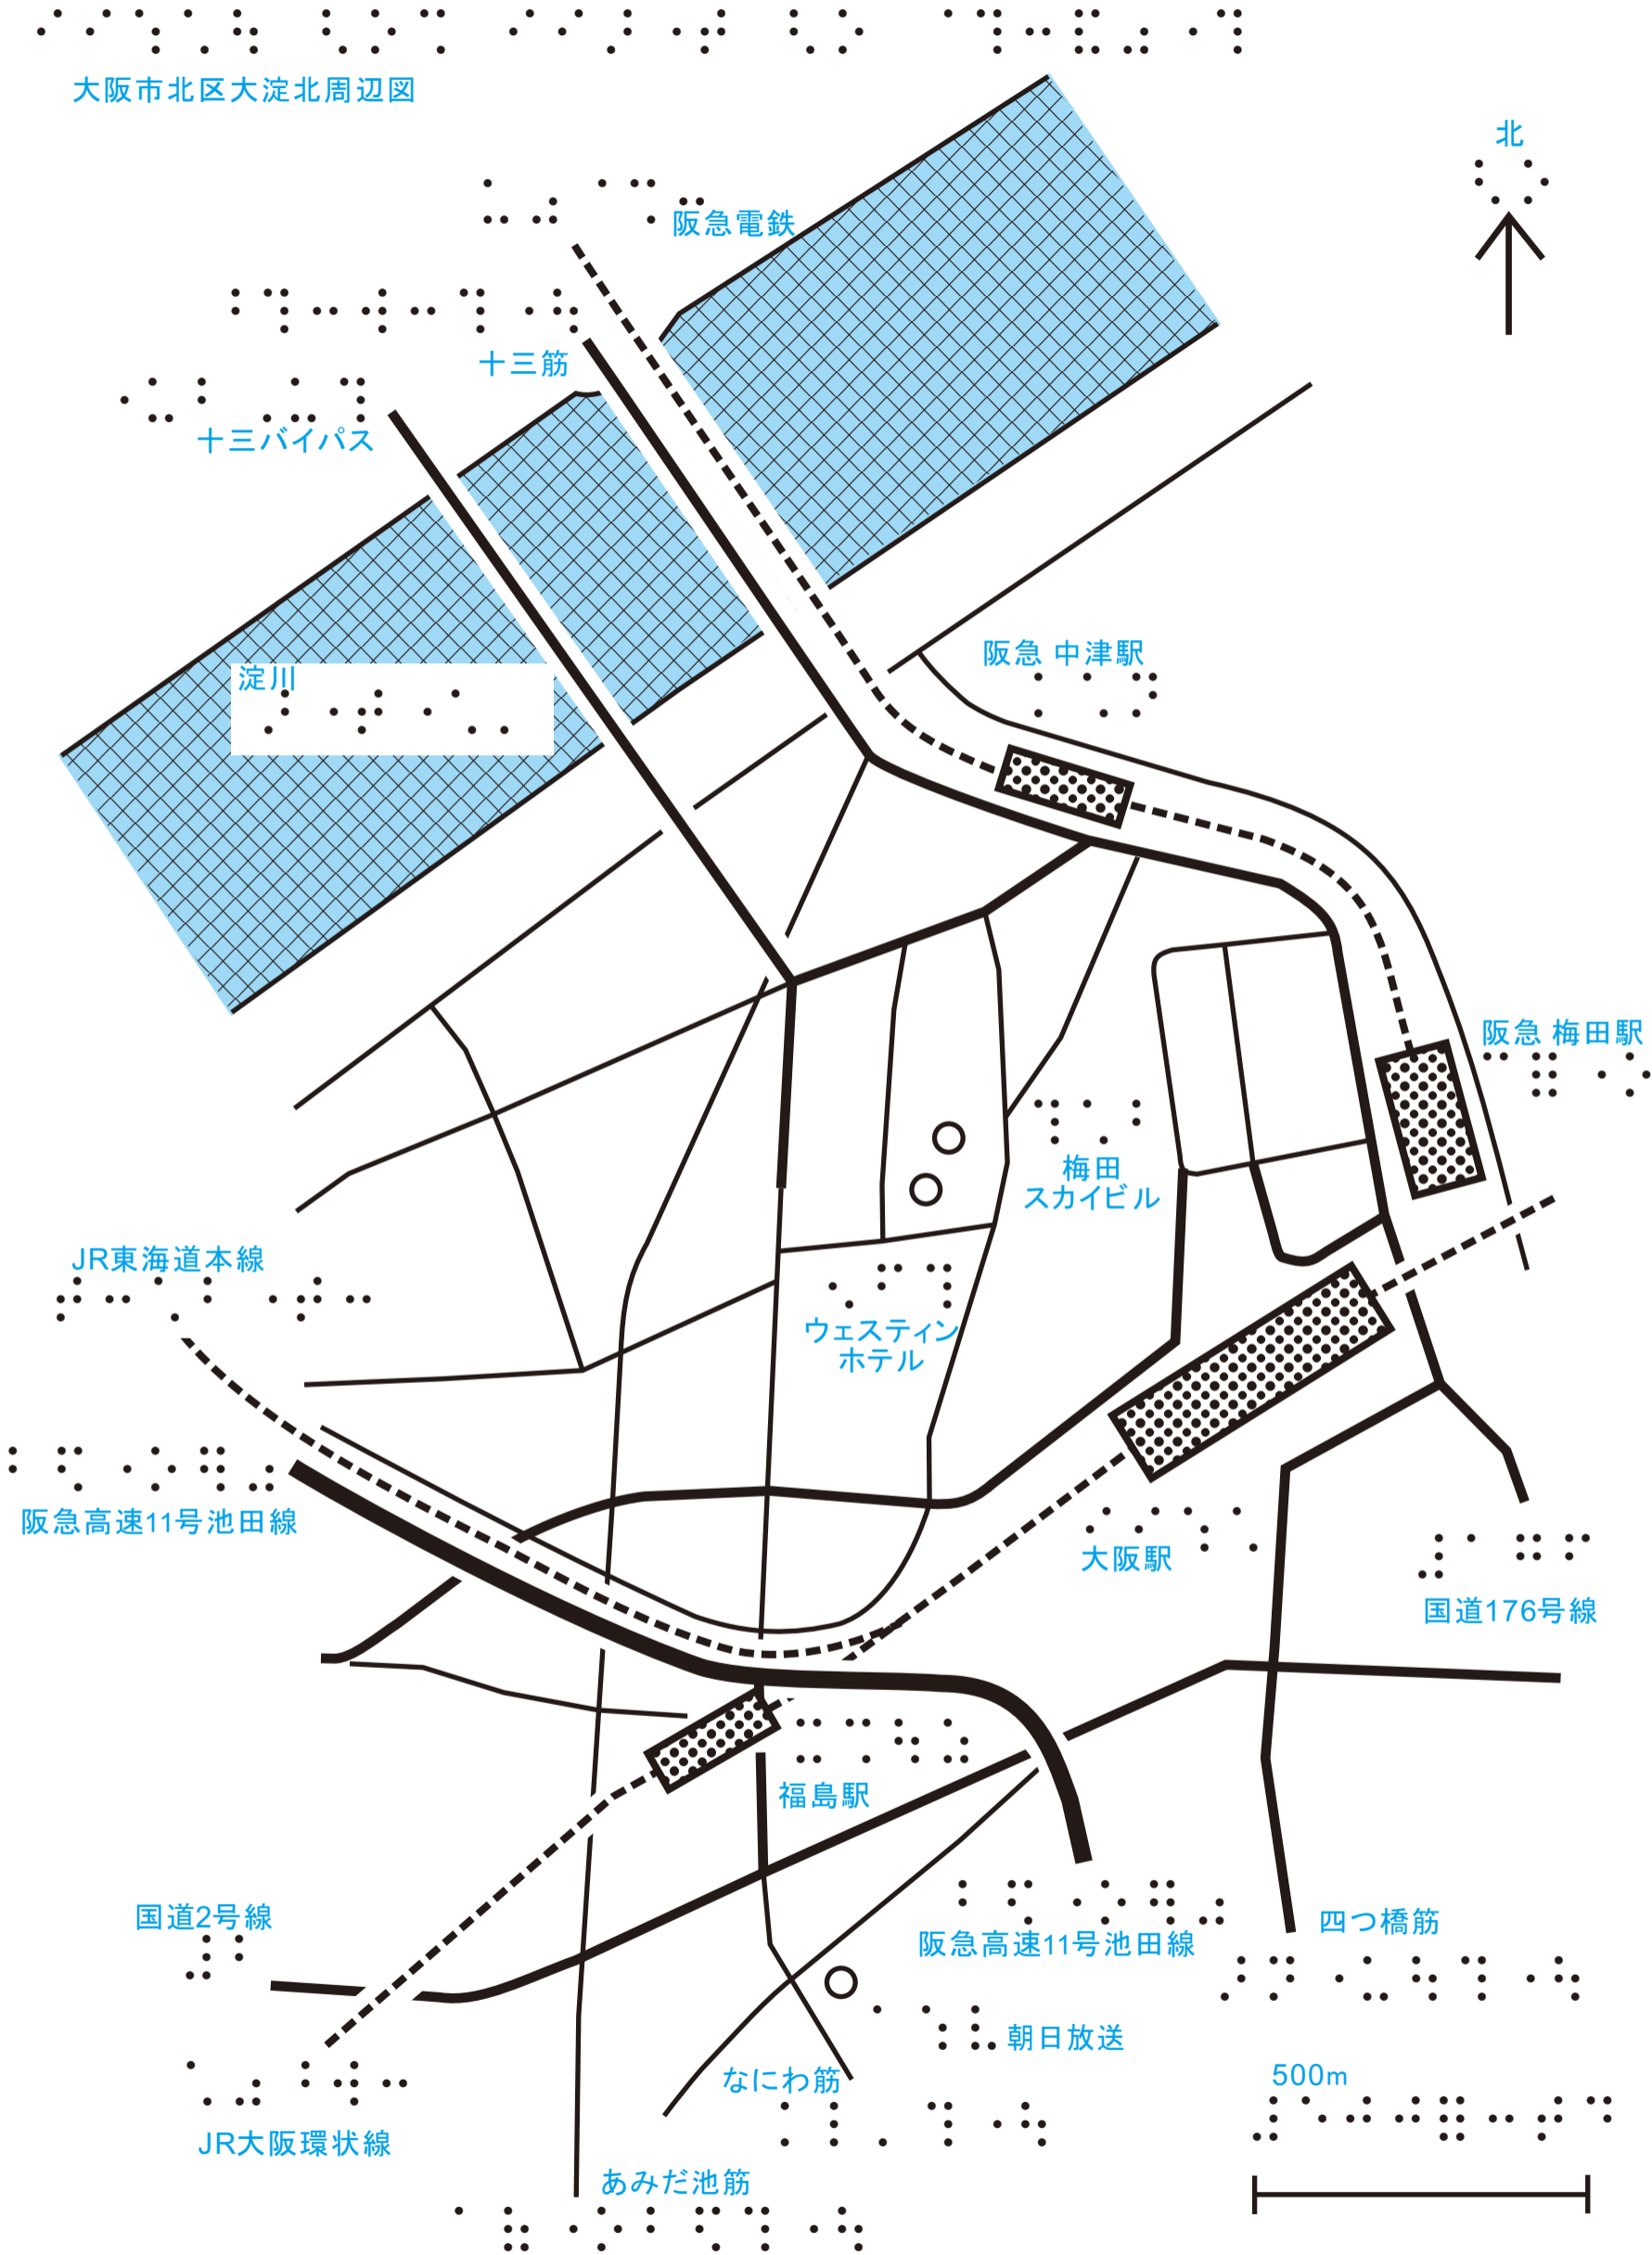 大阪市北区大淀北周辺図
北
阪急電鉄
十三筋
十三バイパス
阪急 中津駅
淀川
阪急 梅田駅
梅田
スカイビル
JR東海道本線
ウェスティン
ホテル
阪急高速11号池田線
大阪駅
国道176号線
福島駅
国道2号線
阪急高速11号池田線
四つ橋筋
朝日放送
なにわ筋
500m
JR大阪環状線
あみだ池筋